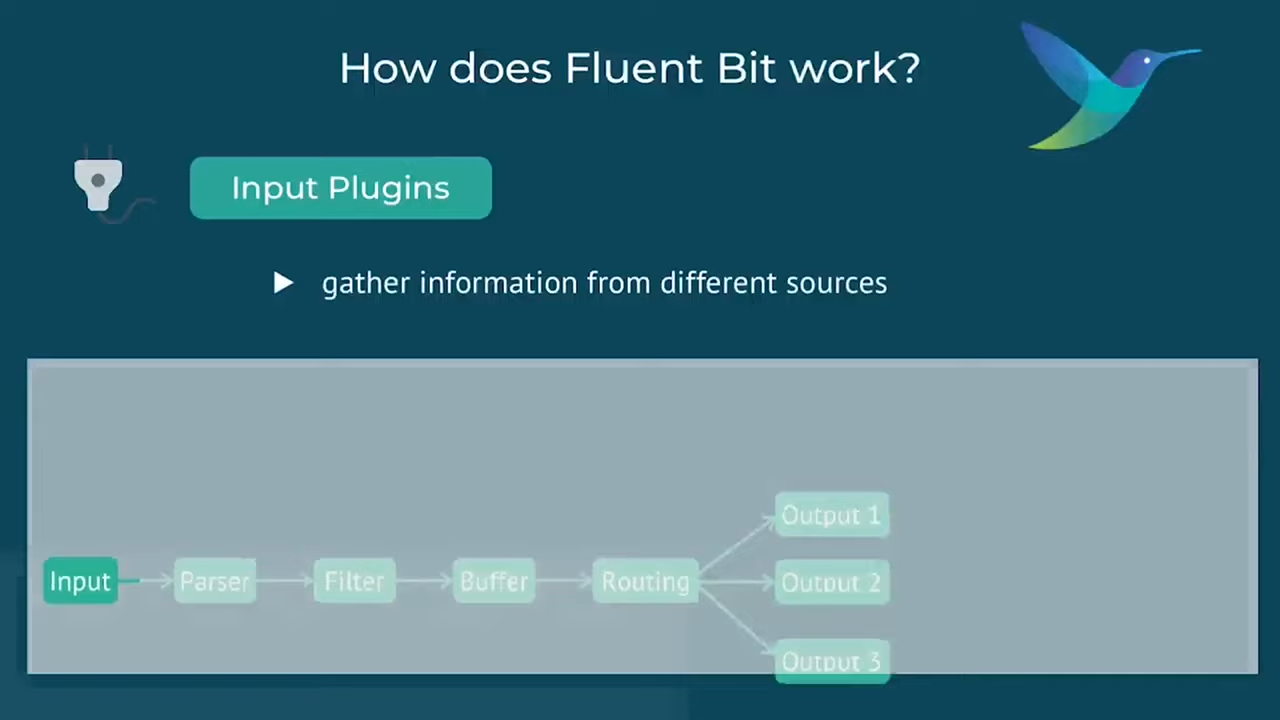 How does Fluent Bit work?
Input Plugins
▶ gather information from different sources
Output 1
Input Parser Filter Buffer Routing Output 2
Output 3